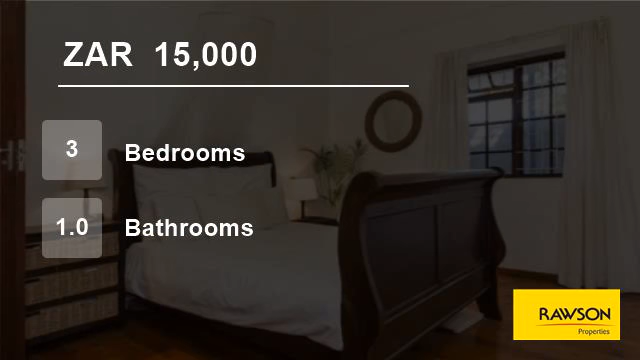 ZAR 15,000
3 Bedrooms
1.0 Bathrooms
RAWSON
Properties